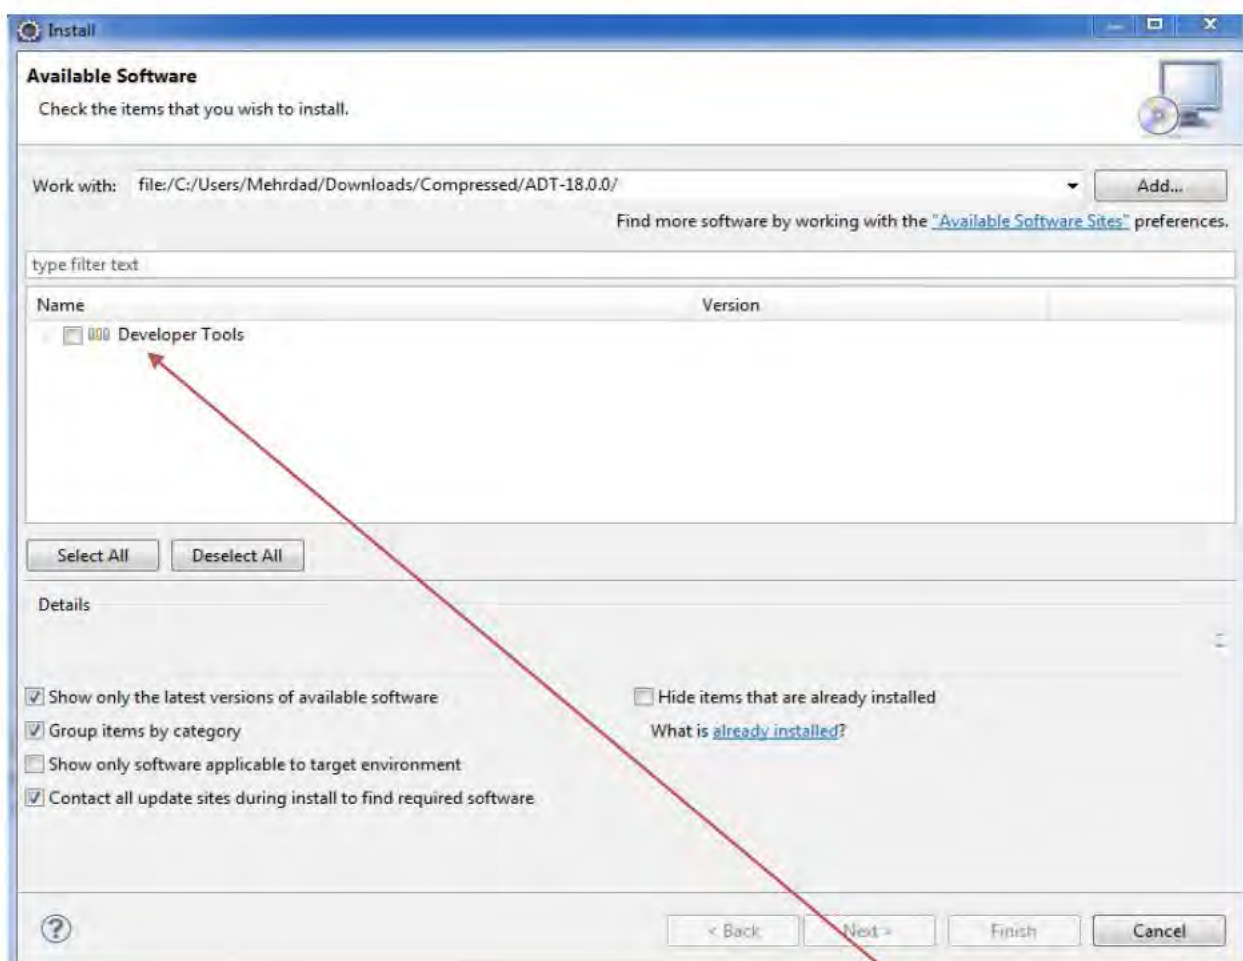 Install
Available Software
Check the items that you wish to install.
Work with: file:/C:/Users/Mehrdad/Downloads/Compressed/ADT-18.0.0/ Add...
Find more software by working with the "Available Software Sites" preferences.
type filter text
Name Version
Developer Tools
Select All Deselect All
Details
Show only the latest versions of available software Hide items that are already installed
Group items by category What is already installed?
Show only software applicable to target environment
Contact all update sites during install to find required software
< Back Next > Finish Cancel